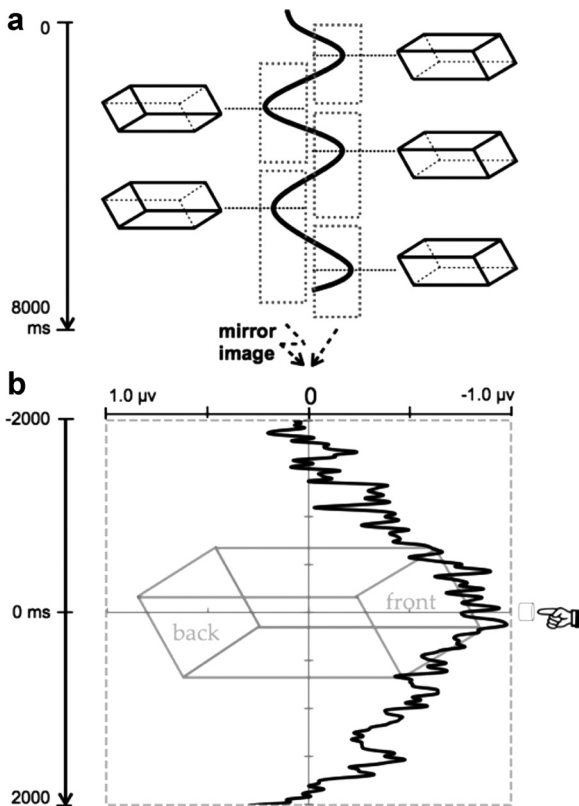 a
0
8000
ms
mirror
image
b
1.0 μv
0
-1.0 μv
-2000
0 ms
back
front
2000